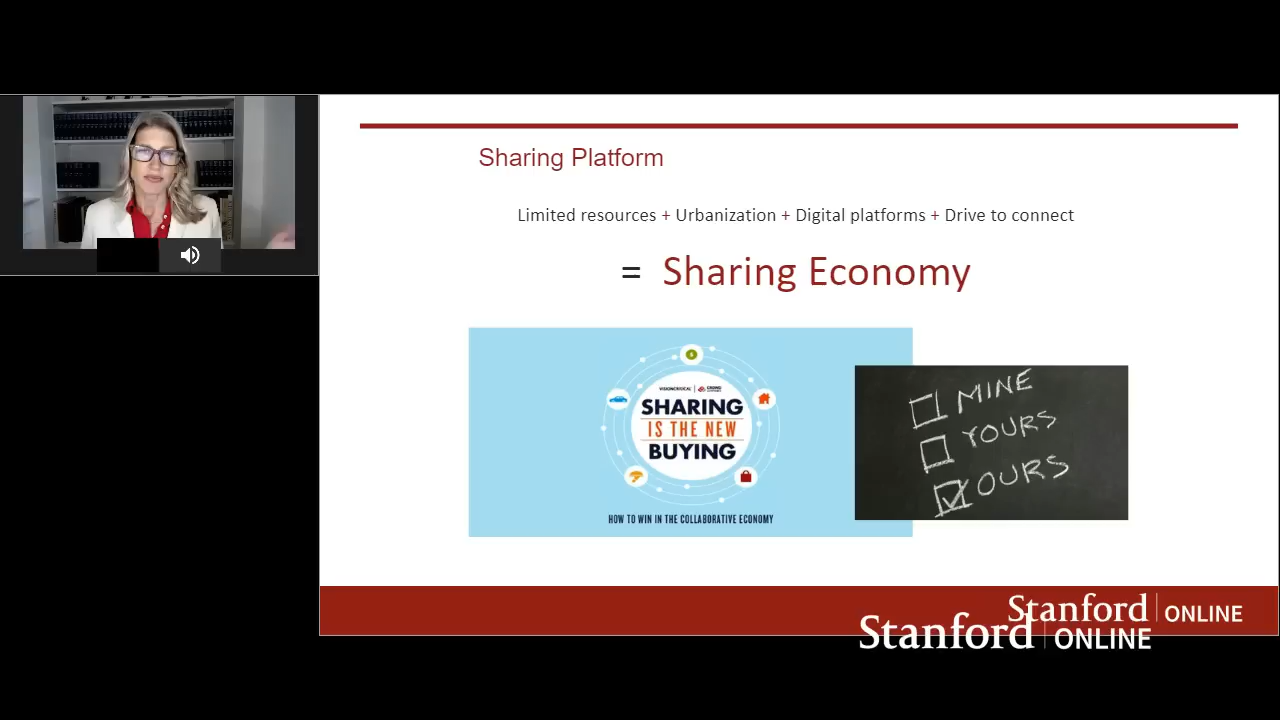 Sharing Platform
Limited resources + Urbanization + Digital platforms + Drive to connect
= Sharing Economy
VISIONCRITICAL
SHARING
IS THE NEW
BUYING
HOW TO WIN IN THE COLLABORATIVE ECONOMY
MINE
YOURS
OURS
Stanford ONLINE
Stanford ONLINE